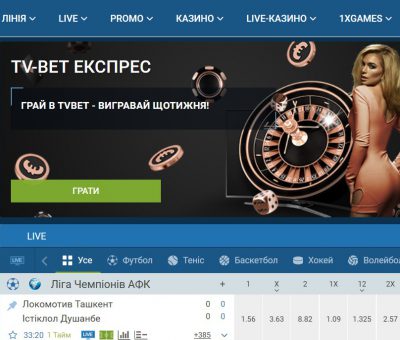 ЛІНІЯ LIVE PROMO КАЗИНО LIVE-КАЗИНО 1XGAMES
TV-BET ЕКСПРЕС
ГРАЙ В TVBET - ВИГРАВАЙ ЩОТИЖНЯ!
ГРАТИ
LIVE
LIVE Усе Футбол Теніс Баскетбол Хокей Волейбо
Ліга Чемпіонів АФК + 1 X 2 1X 12 2X
Локомотив Ташкент 0 0
Істіклол Душанбе 0 0
1.56 3.63 8.82 1.09 1.325 2.57
33:20 1 Тайм LIVE +385